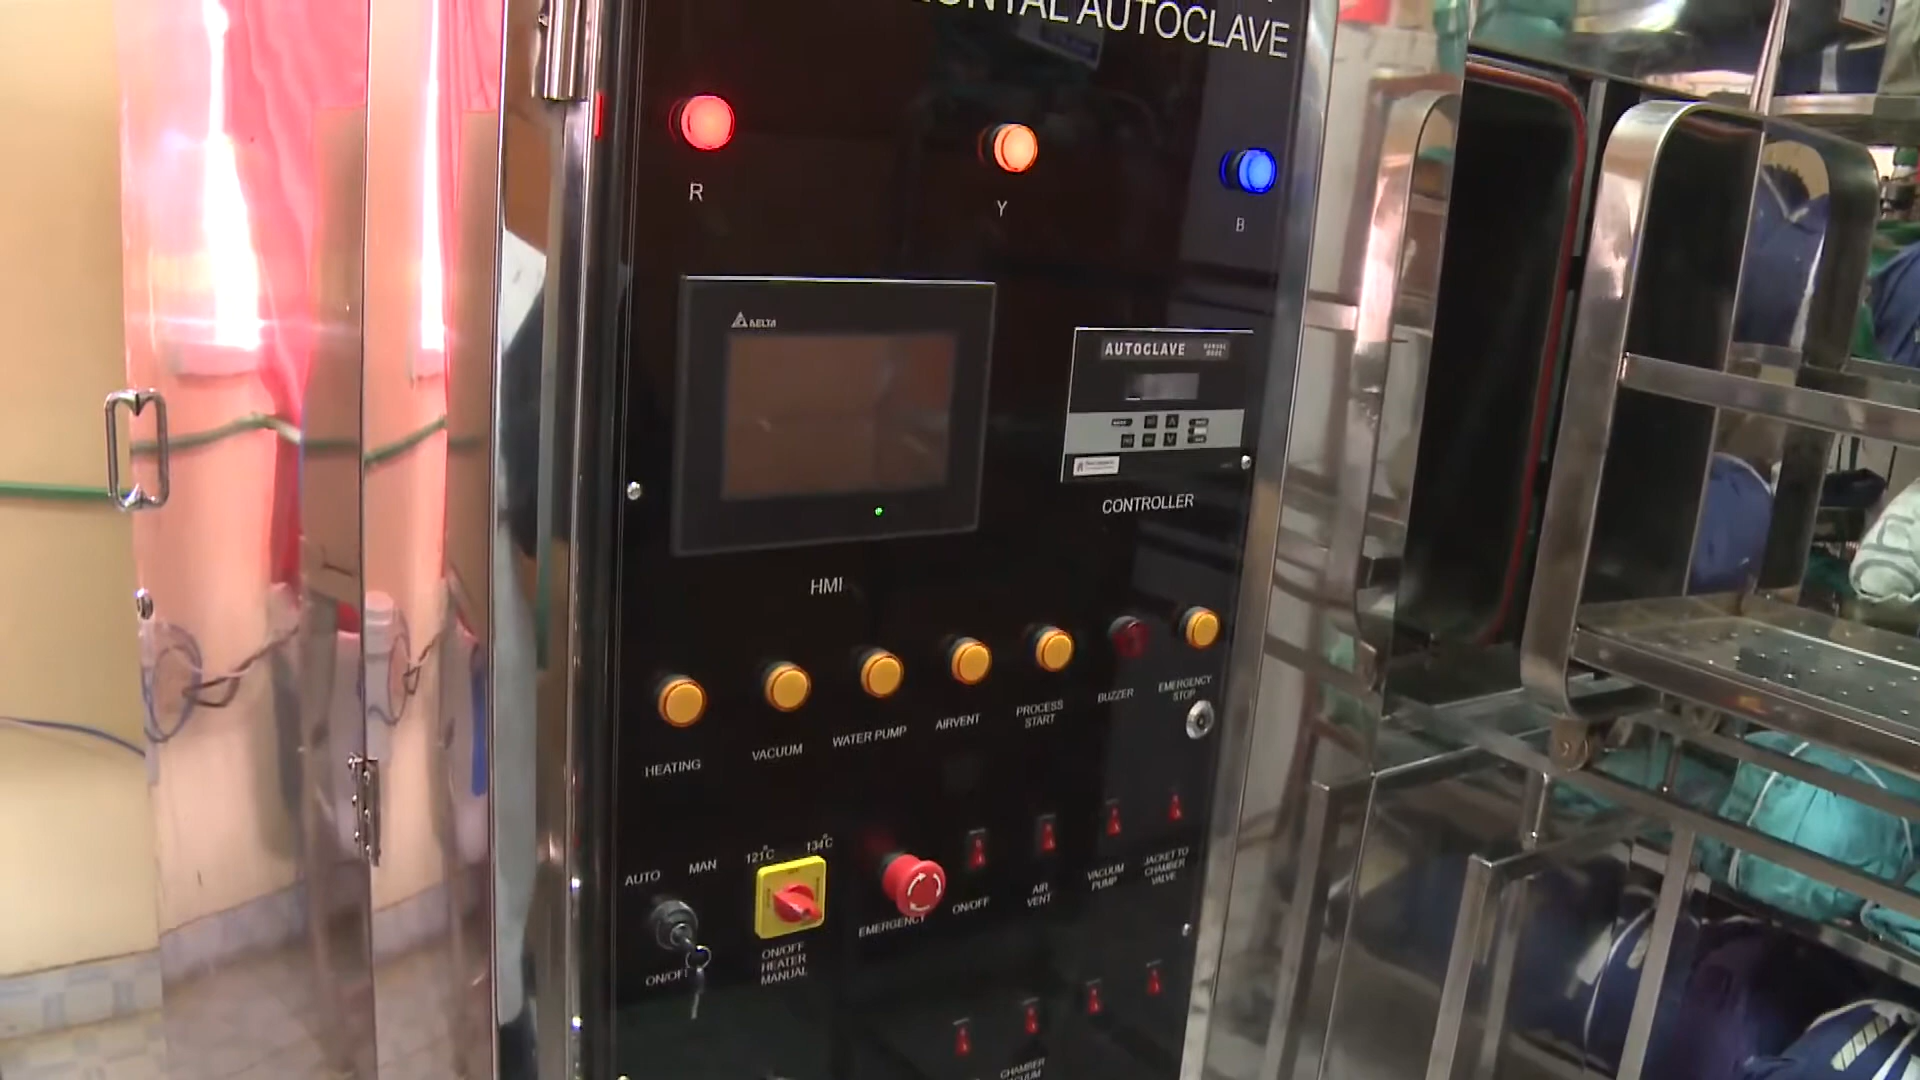 AUTOCLAVE
R
Y
B
DELTA
AUTOCLAVE
CONTROLLER
HMI
HEATING
VACUUM
WATER PUMP
AIRVENT
PROCESS
START
BUZZER
EMERGENCY
STOP
AUTO
MAN
ON/OFF
121°C
134°C
ON/OFF
HEATER
MANUAL
EMERGENCY
ON/OFF
AIR
VENT
VACUUM
PUMP
JACKET TO
CHAMBER
VALVE
CHAMBER